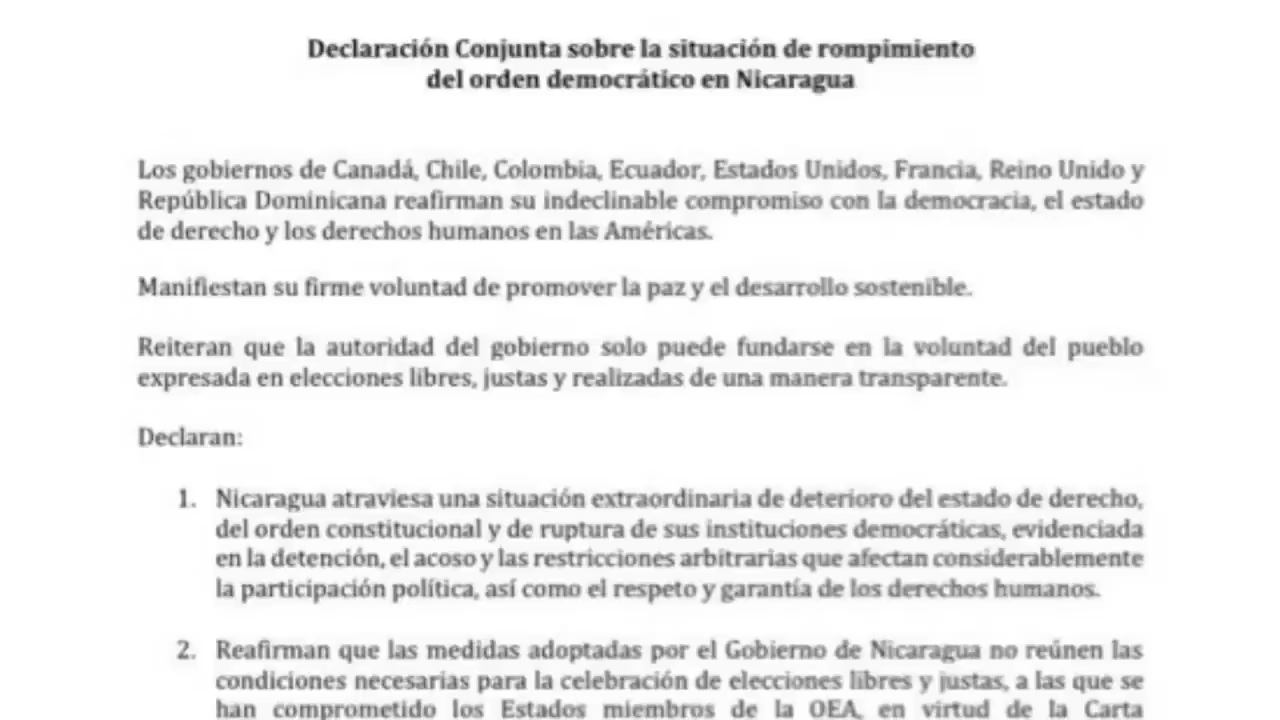 Declaración Conjunta sobre la situación de rompimiento
del orden democrático en Nicaragua
Los gobiernos de Canadá, Chile, Colombia, Ecuador, Estados Unidos, Francia, Reino Unido y
República Dominicana reafirman su indeclinable compromiso con la democracia, el estado
de derecho y los derechos humanos en las Américas.
Manifiestan su firme voluntad de promover la paz y el desarrollo sostenible.
Reiteran que la autoridad del gobierno solo puede fundarse en la voluntad del pueblo
expresada en elecciones libres, justas y realizadas de una manera transparente.
Declaran:
1. Nicaragua atraviesa una situación extraordinaria de deterioro del estado de derecho,
del orden constitucional y de ruptura de sus instituciones democráticas, evidenciada
en la detención, el acoso y las restricciones arbitrarias que afectan considerablemente
la participación política, así como el respeto y garantía de los derechos humanos.
2. Reafirman que las medidas adoptadas por el Gobierno de Nicaragua no reúnen las
condiciones necesarias para la celebración de elecciones libres y justas, a las que se
han comprometido los Estados miembros de la OEA, en virtud de la Carta